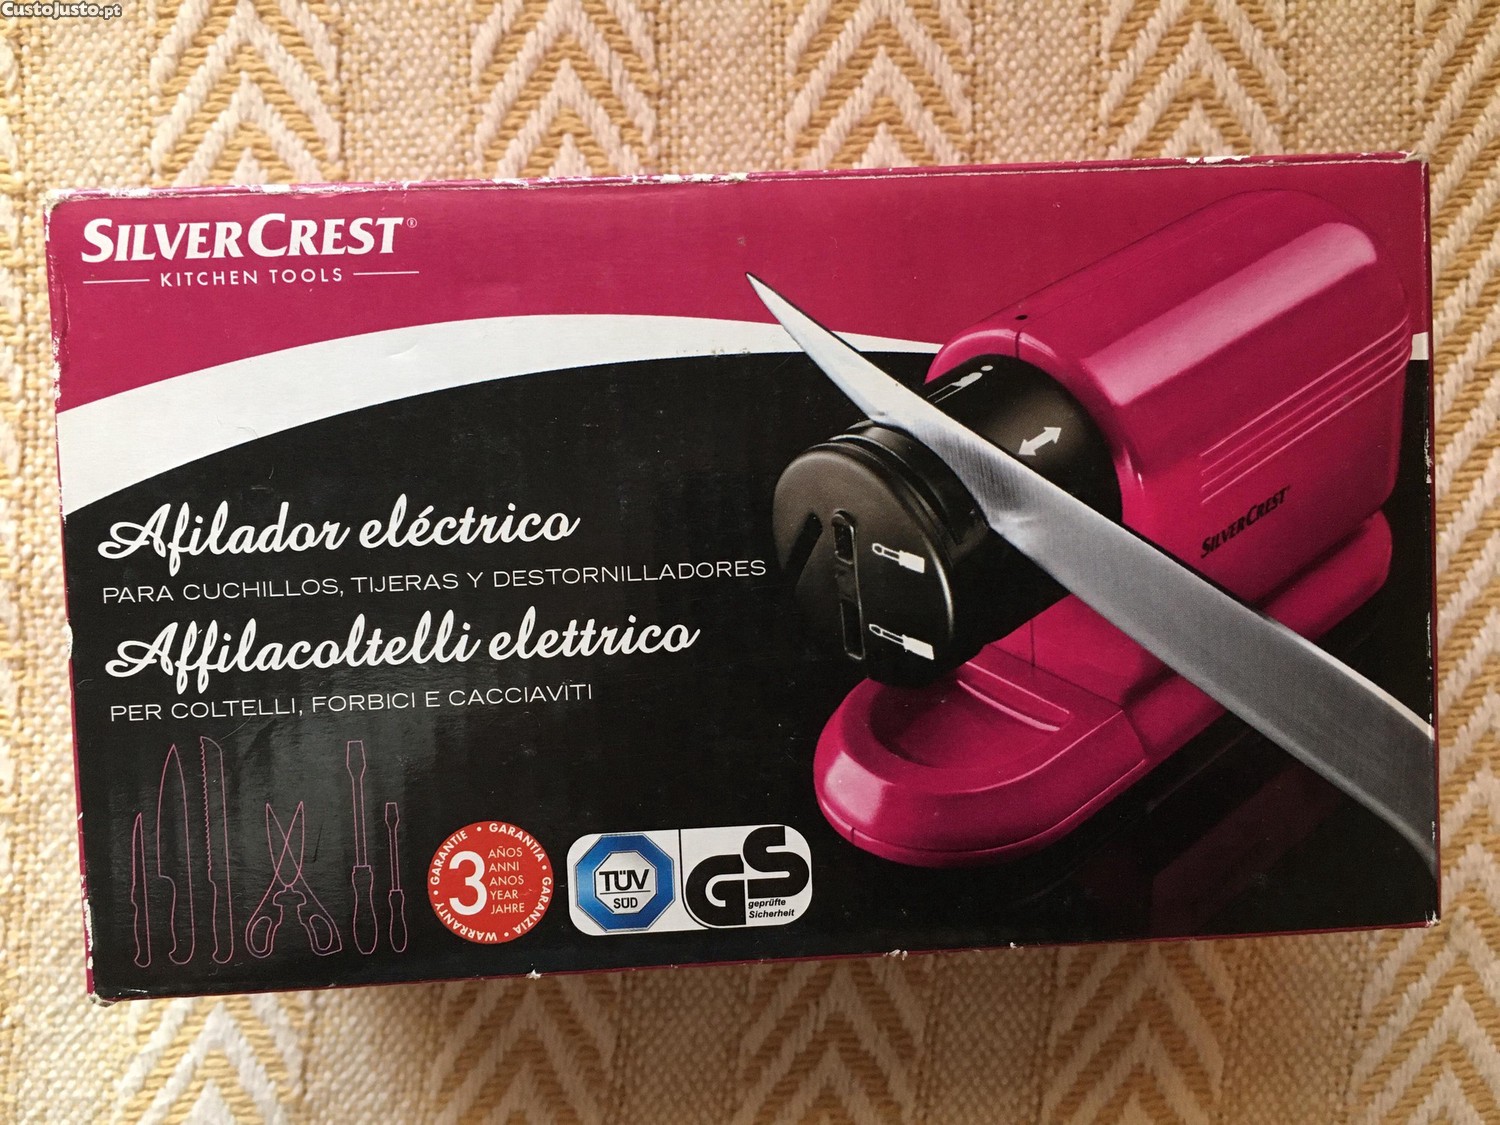 CustoJusto.pt
SILVERCREST®
KITCHEN TOOLS
Afilador eléctrico
PARA CUCHILLOS, TIJERAS Y DESTORNILLADORES
Affilacoltelli elettrico
PER COLTELLI, FORBICI E CACCIAVITI
SILVERCREST®
GARANTIE • GARANTIA • GARANZIA • WARRANTY •
3
AÑOS
ANNI
ANOS
YEAR
JAHRE
TÜV
SÜD
GS
geprüfte
Sicherheit